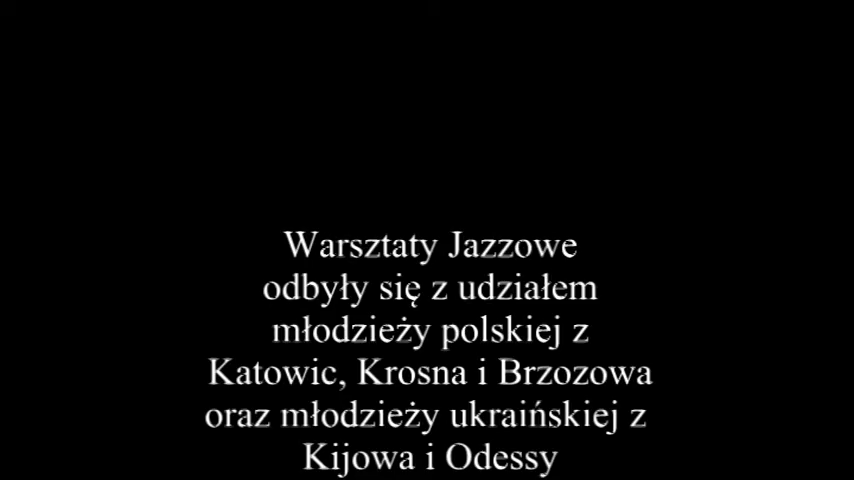 Warsztaty Jazzowe
odbyły się z udziałem
młodzieży polskiej z
Katowic, Krosna i Brzozowa
oraz młodzieży ukraińskiej z
Kijowa i Odessy